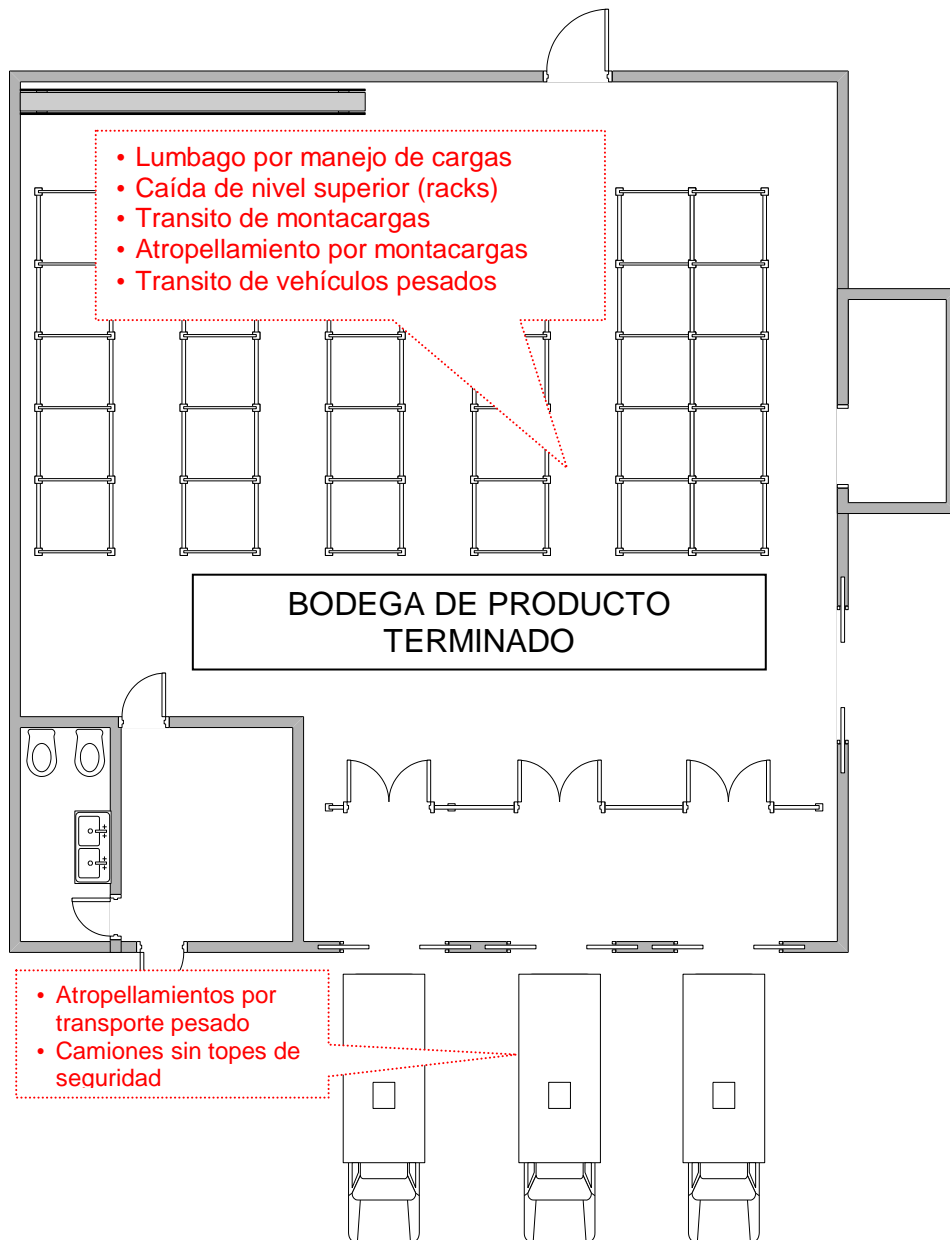 • Lumbago por manejo de cargas
• Caída de nivel superior (racks)
• Transito de montacargas
• Atropellamiento por montacargas
• Transito de vehículos pesados
BODEGA DE PRODUCTO
TERMINADO
• Atropellamientos por
transporte pesado
• Camiones sin topes de
seguridad